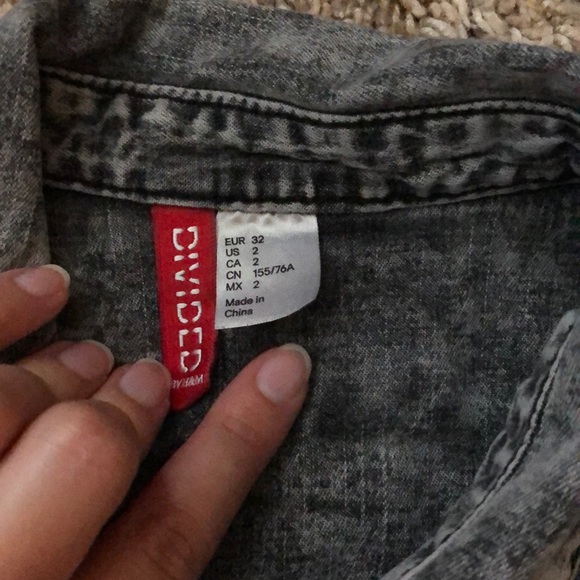 DIVIDED
EUR 32
US 2
CA 2
CN 155/76A
MX 2
Made in
China